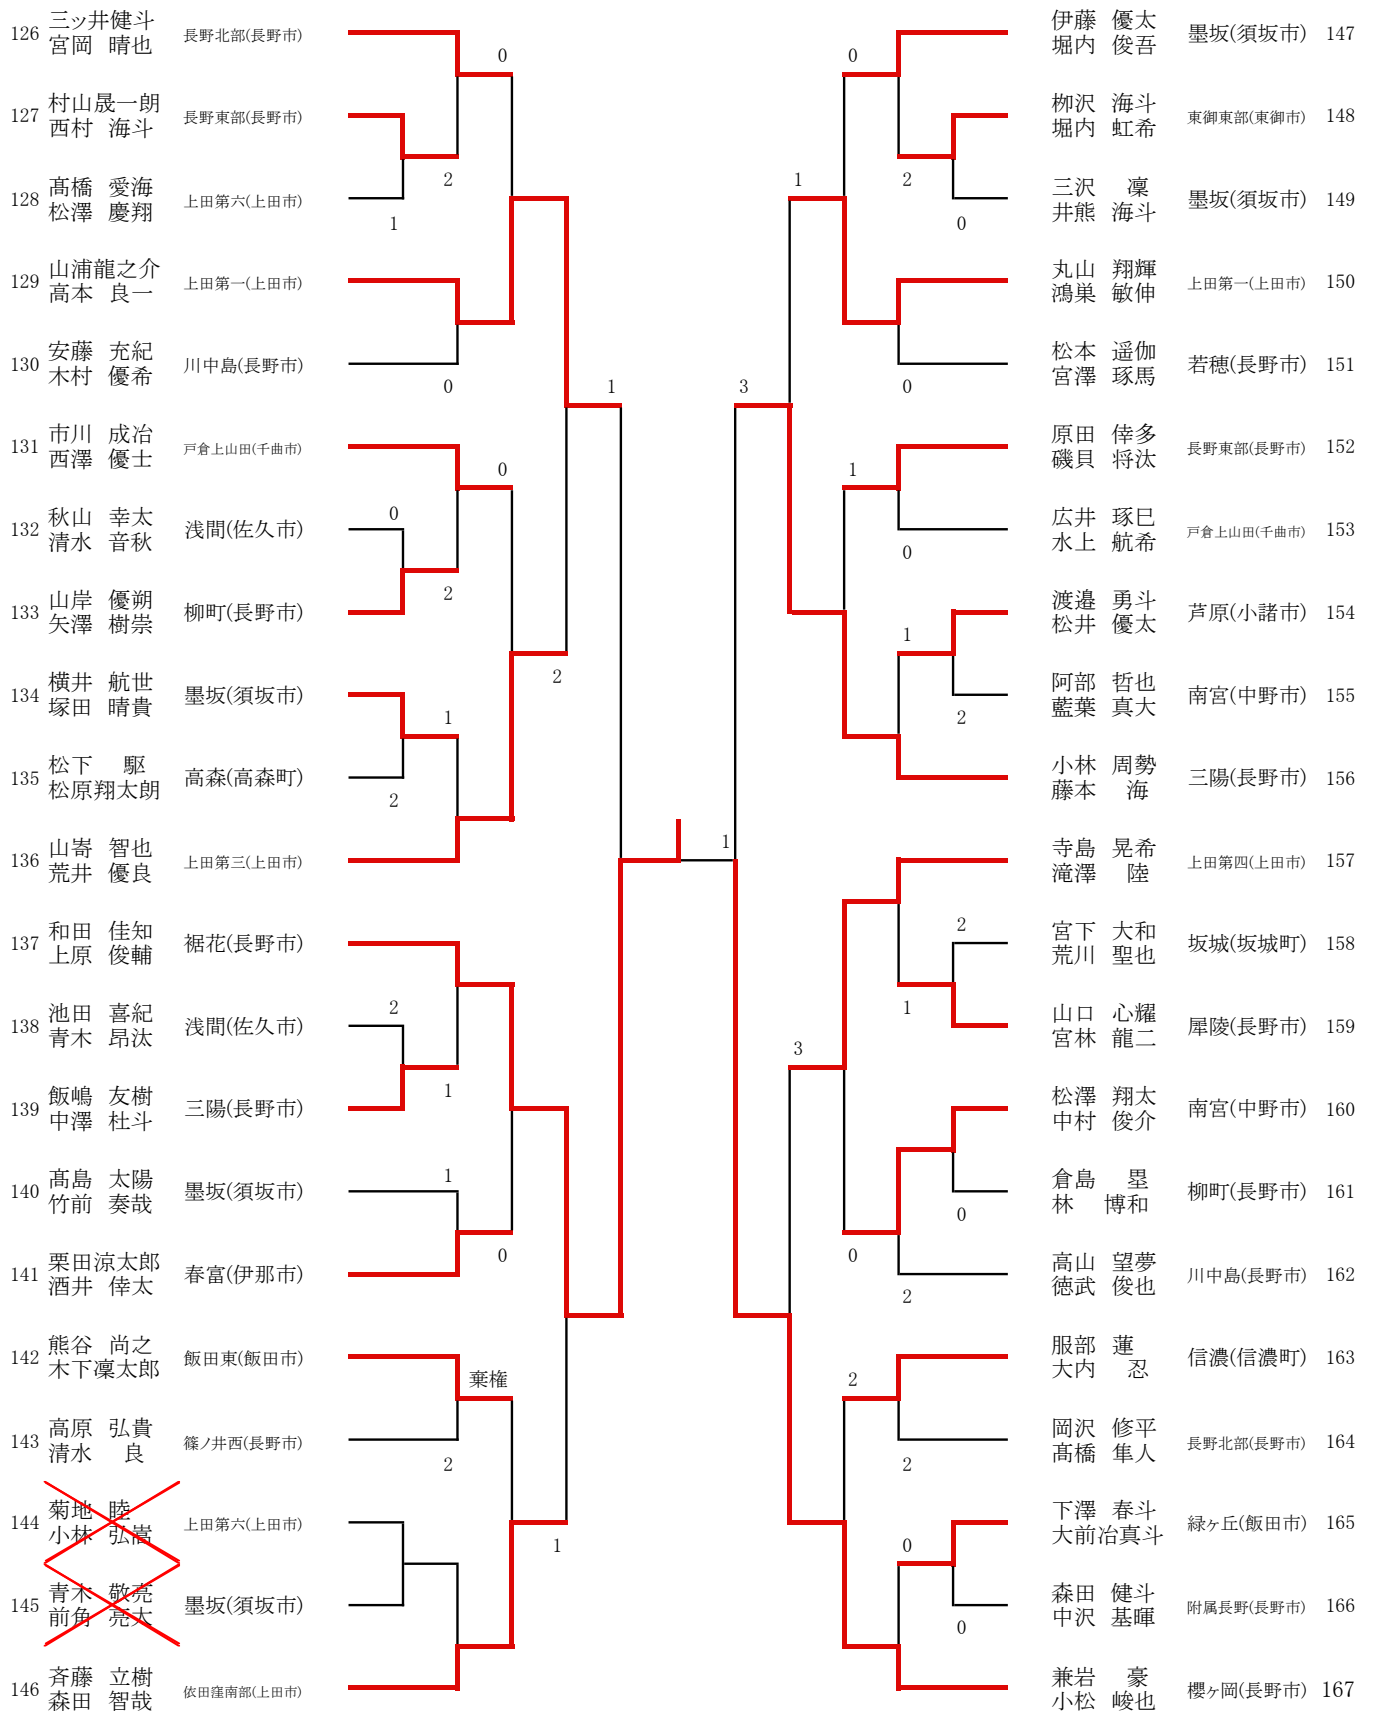 126 三ッ井健斗 宮岡 晴也 長野北部(長野市)
127 村山晟一朗 西村 海斗 長野東部(長野市)
128 髙橋 愛海 松澤 慶翔 上田第六(上田市)
129 山浦龍之介 高本 良一 上田第一(上田市)
130 安藤 充紀 木村 優希 川中島(長野市)
131 市川 成冶 西澤 優士 戸倉上山田(千曲市)
132 秋山 幸太 清水 音秋 浅間(佐久市)
133 山岸 優朔 矢澤 樹崇 柳町(長野市)
134 横井 航世 塚田 晴貴 墨坂(須坂市)
135 松下 駆 松原翔太朗 高森(高森町)
136 山嵜 智也 荒井 優良 上田第三(上田市)
137 和田 佳知 上原 俊輔 裾花(長野市)
138 池田 喜紀 青木 昂汰 浅間(佐久市)
139 飯嶋 友樹 中澤 杜斗 三陽(長野市)
140 髙島 太陽 竹前 奏哉 墨坂(須坂市)
141 栗田涼太郎 酒井 倖太 春富(伊那市)
142 熊谷 尚之 木下凜太郎 飯田東(飯田市)
143 高原 弘貴 清水 良 篠ノ井西(長野市)
144 菊地 睦 小林 弘嵩 上田第六(上田市)
145 青木 敬亮 前角 亮太 墨坂(須坂市)
146 斉藤 立樹 森田 智哉 依田窪南部(上田市)
0
2
1
0
1
0
0
2
2
1
2
2
1
1
0
棄権
2
1
1
3
0
1
2
0
0
1
0
1
2
2
1
3
0
0
2
2
2
0
0
伊藤 優太 堀内 俊吾 墨坂(須坂市) 147
栁沢 海斗 堀内 虹希 東御東部(東御市) 148
三沢 凜 井熊 海斗 墨坂(須坂市) 149
丸山 翔輝 鴻巣 敏伸 上田第一(上田市) 150
松本 遥伽 宮澤 琢馬 若穂(長野市) 151
原田 倖多 磯貝 将汰 長野東部(長野市) 152
広井 琢巳 水上 航希 戸倉上山田(千曲市) 153
渡邉 勇斗 松井 優太 芦原(小諸市) 154
阿部 哲也 藍葉 真大 南宮(中野市) 155
小林 周勢 藤本 海 三陽(長野市) 156
寺島 晃希 滝澤 陸 上田第四(上田市) 157
宮下 大和 荒川 聖也 坂城(坂城町) 158
山口 心耀 宮林 龍二 犀陵(長野市) 159
松澤 翔太 中村 俊介 南宮(中野市) 160
倉島 塁 林 博和 柳町(長野市) 161
高山 望夢 徳武 俊也 川中島(長野市) 162
服部 蓮 大内 忍 信濃(信濃町) 163
岡沢 修平 髙橋 隼人 長野北部(長野市) 164
下澤 春斗 大前冶真斗 緑ヶ丘(飯田市) 165
森田 健斗 中沢 基暉 附属長野(長野市) 166
兼岩 豪 小松 峻也 櫻ヶ岡(長野市) 167